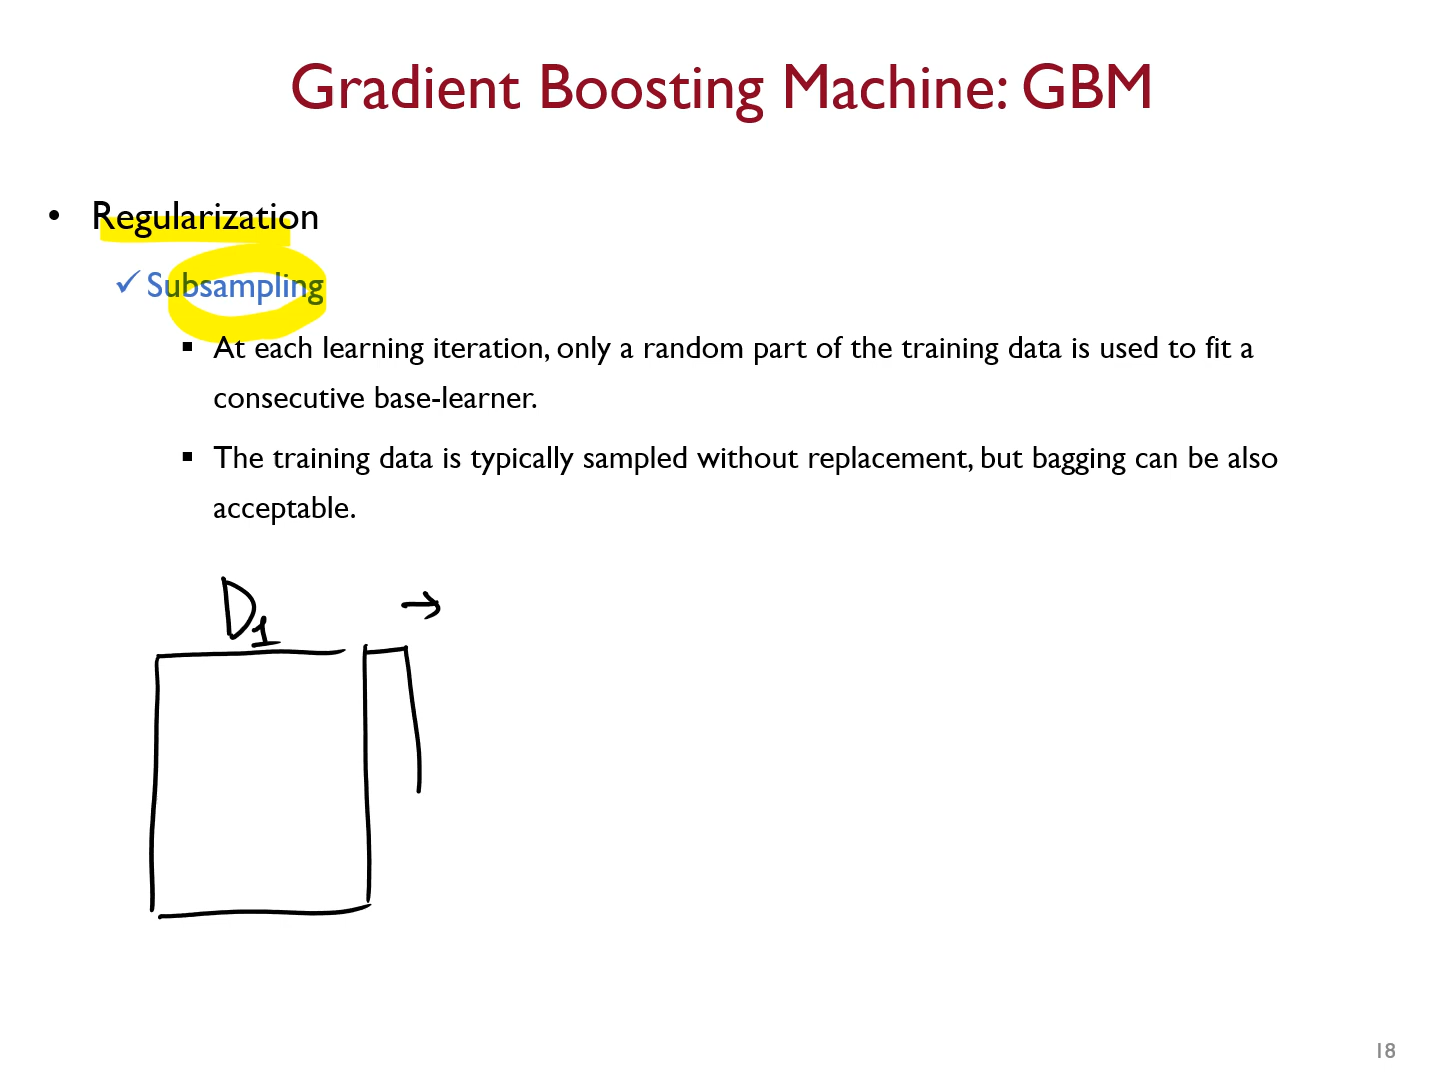 Gradient Boosting Machine: GBM
• Regularization
✓ Subsampling
▪ At each learning iteration, only a random part of the training data is used to fit a
consecutive base-learner.
▪ The training data is typically sampled without replacement, but bagging can be also
acceptable.
D1 →
18